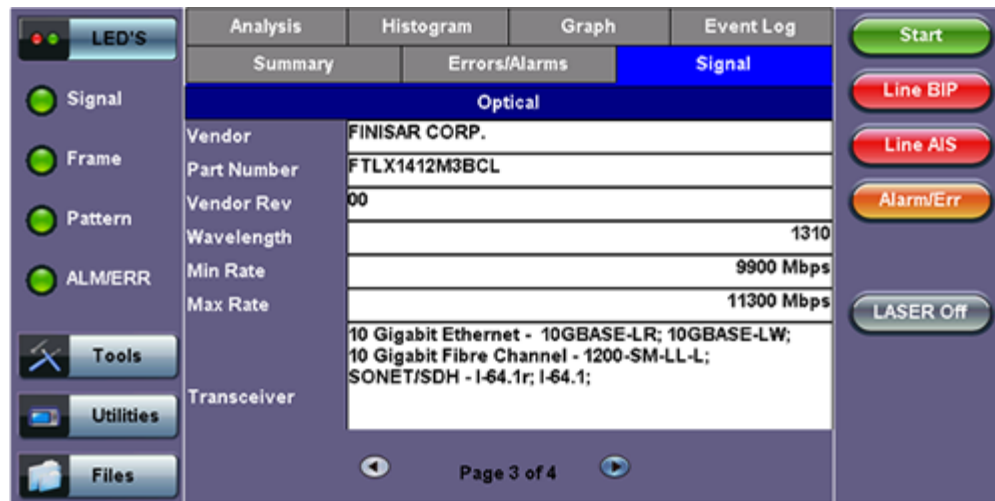 LED'S
Signal
Frame
Pattern
ALM/ERR
Tools
Utilities
Files
Analysis Histogram Graph Event Log
Summary Errors/Alarms Signal
Optical
Vendor FINISAR CORP.
Part Number FTLX1412M3BCL
Vendor Rev 00
Wavelength 1310
Min Rate 9900 Mbps
Max Rate 11300 Mbps
Transceiver
10 Gigabit Ethernet - 10GBASE-LR; 10GBASE-LW;
10 Gigabit Fibre Channel - 1200-SM-LL-L;
SONET/SDH - I-64.1r; I-64.1;
Page 3 of 4
Start
Line BIP
Line AIS
Alarm/Err
LASER Off